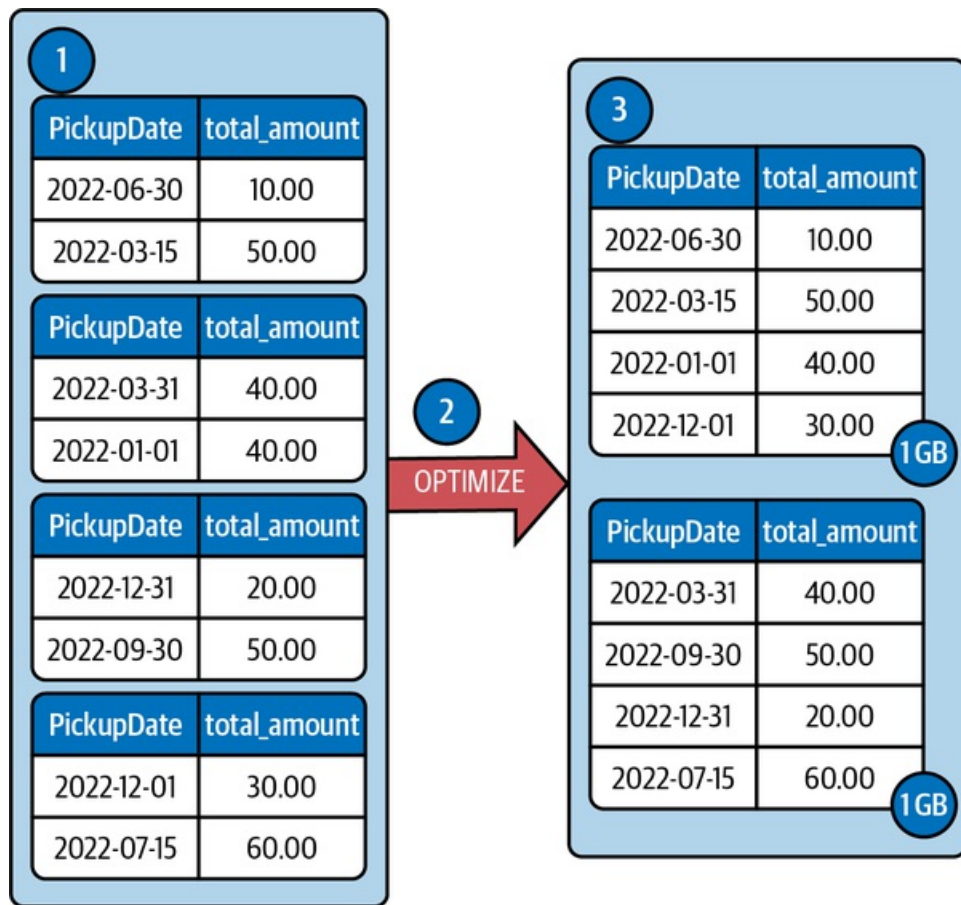 1
PickupDate total_amount
2022-06-30 10.00
2022-03-15 50.00
PickupDate total_amount
2022-03-31 40.00
2022-01-01 40.00
PickupDate total_amount
2022-12-31 20.00
2022-09-30 50.00
PickupDate total_amount
2022-12-01 30.00
2022-07-15 60.00
2
OPTIMIZE
3
PickupDate total_amount
2022-06-30 10.00
2022-03-15 50.00
2022-01-01 40.00
2022-12-01 30.00
1 GB
PickupDate total_amount
2022-03-31 40.00
2022-09-30 50.00
2022-12-31 20.00
2022-07-15 60.00
1 GB